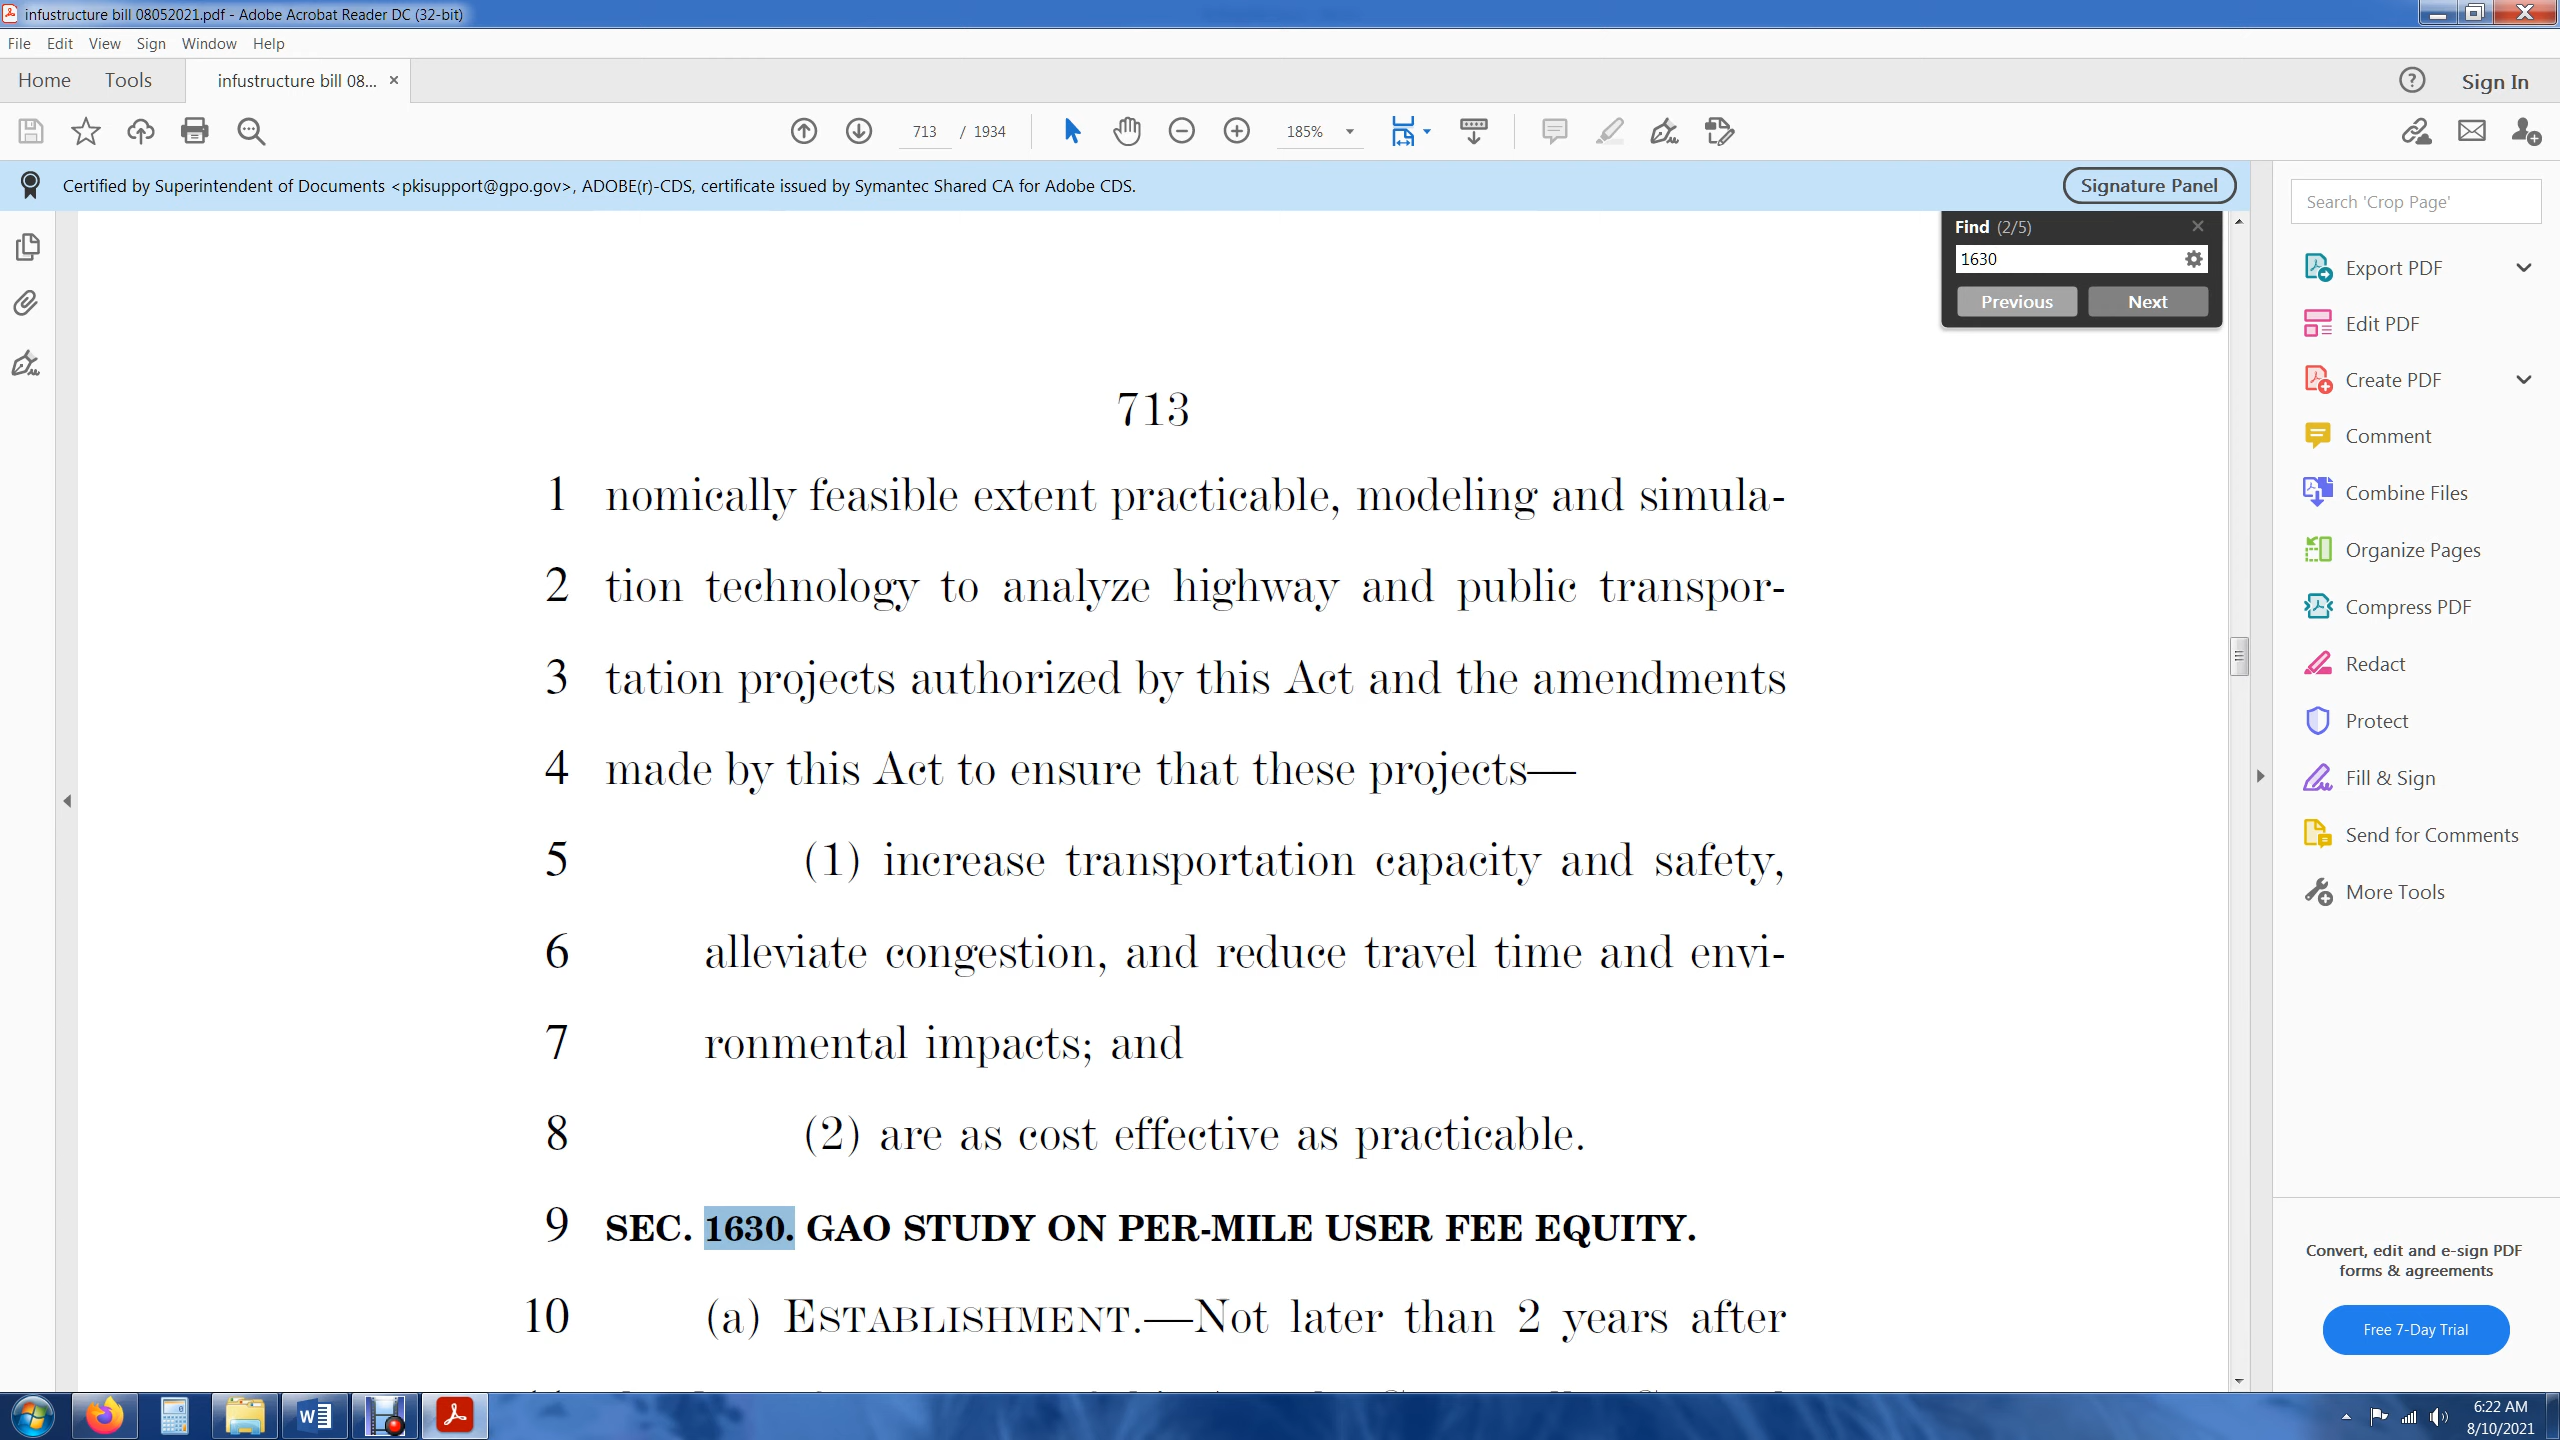 infustructure bill 08052021.pdf - Adobe Acrobat Reader DC (32-bit)
File Edit View Sign Window Help
Home Tools infustructure bill 08... × Sign In
713 / 1934 185%
Certified by Superintendent of Documents <pkisupport@gpo.gov>, ADOBE(r)-CDS, certificate issued by Symantec Shared CA for Adobe CDS.
Signature Panel
Find (2/5)
1630
Previous Next
713
1 nomically feasible extent practicable, modeling and simula-
2 tion technology to analyze highway and public transpor-
3 tation projects authorized by this Act and the amendments
4 made by this Act to ensure that these projects—
5 (1) increase transportation capacity and safety,
6 alleviate congestion, and reduce travel time and envi-
7 ronmental impacts; and
8 (2) are as cost effective as practicable.
9 SEC. 1630. GAO STUDY ON PER-MILE USER FEE EQUITY.
10 (a) ESTABLISHMENT.—Not later than 2 years after
Search 'Crop Page'
Export PDF
Edit PDF
Create PDF
Comment
Combine Files
Organize Pages
Compress PDF
Redact
Protect
Fill & Sign
Send for Comments
More Tools
Convert, edit and e-sign PDF
forms & agreements
Free 7-Day Trial
6:22 AM
8/10/2021